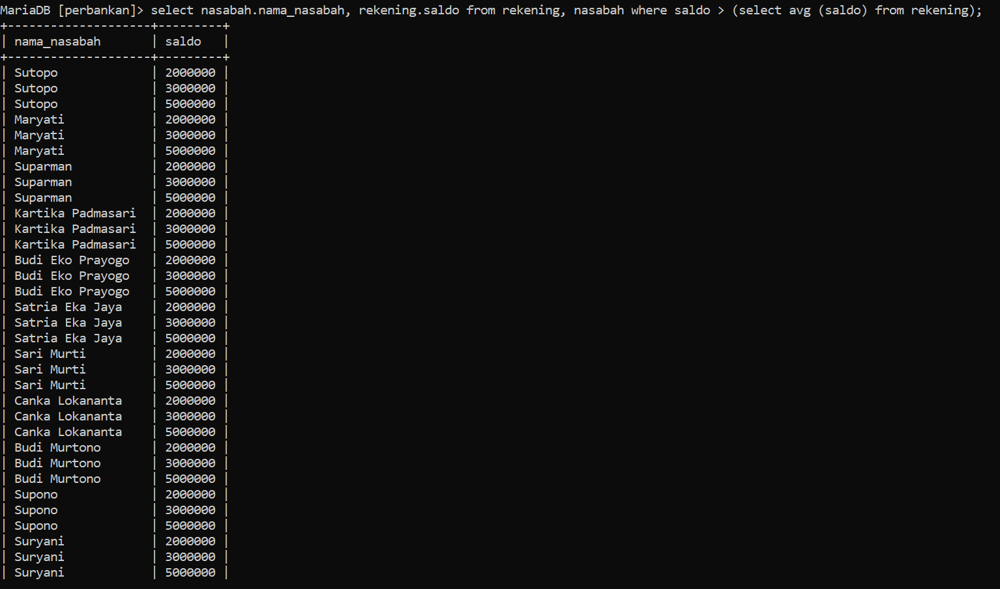 MariaDB [perbankan]> select nasabah.nama_nasabah, rekening.saldo from rekening, nasabah where saldo > (select avg (saldo) from rekening);
+--------------------+---------+
| nama_nasabah       | saldo   |
+--------------------+---------+
| Sutopo             | 2000000 |
| Sutopo             | 3000000 |
| Sutopo             | 5000000 |
| Maryati            | 2000000 |
| Maryati            | 3000000 |
| Maryati            | 5000000 |
| Suparman           | 2000000 |
| Suparman           | 3000000 |
| Suparman           | 5000000 |
| Kartika Padmasari  | 2000000 |
| Kartika Padmasari  | 3000000 |
| Kartika Padmasari  | 5000000 |
| Budi Eko Prayogo   | 2000000 |
| Budi Eko Prayogo   | 3000000 |
| Budi Eko Prayogo   | 5000000 |
| Satria Eka Jaya    | 2000000 |
| Satria Eka Jaya    | 3000000 |
| Satria Eka Jaya    | 5000000 |
| Sari Murti         | 2000000 |
| Sari Murti         | 3000000 |
| Sari Murti         | 5000000 |
| Canka Lokananta    | 2000000 |
| Canka Lokananta    | 3000000 |
| Canka Lokananta    | 5000000 |
| Budi Murtono       | 2000000 |
| Budi Murtono       | 3000000 |
| Budi Murtono       | 5000000 |
| Supono             | 2000000 |
| Supono             | 3000000 |
| Supono             | 5000000 |
| Suryani            | 2000000 |
| Suryani            | 3000000 |
| Suryani            | 5000000 |